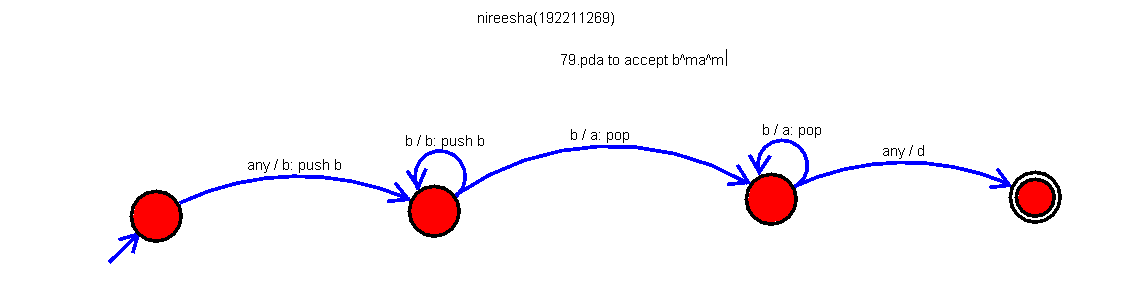 nireesha(192211269)
79.pda to accept b^ma^m
any / b: push b
b / b: push b
b / a: pop
b / a: pop
any / d